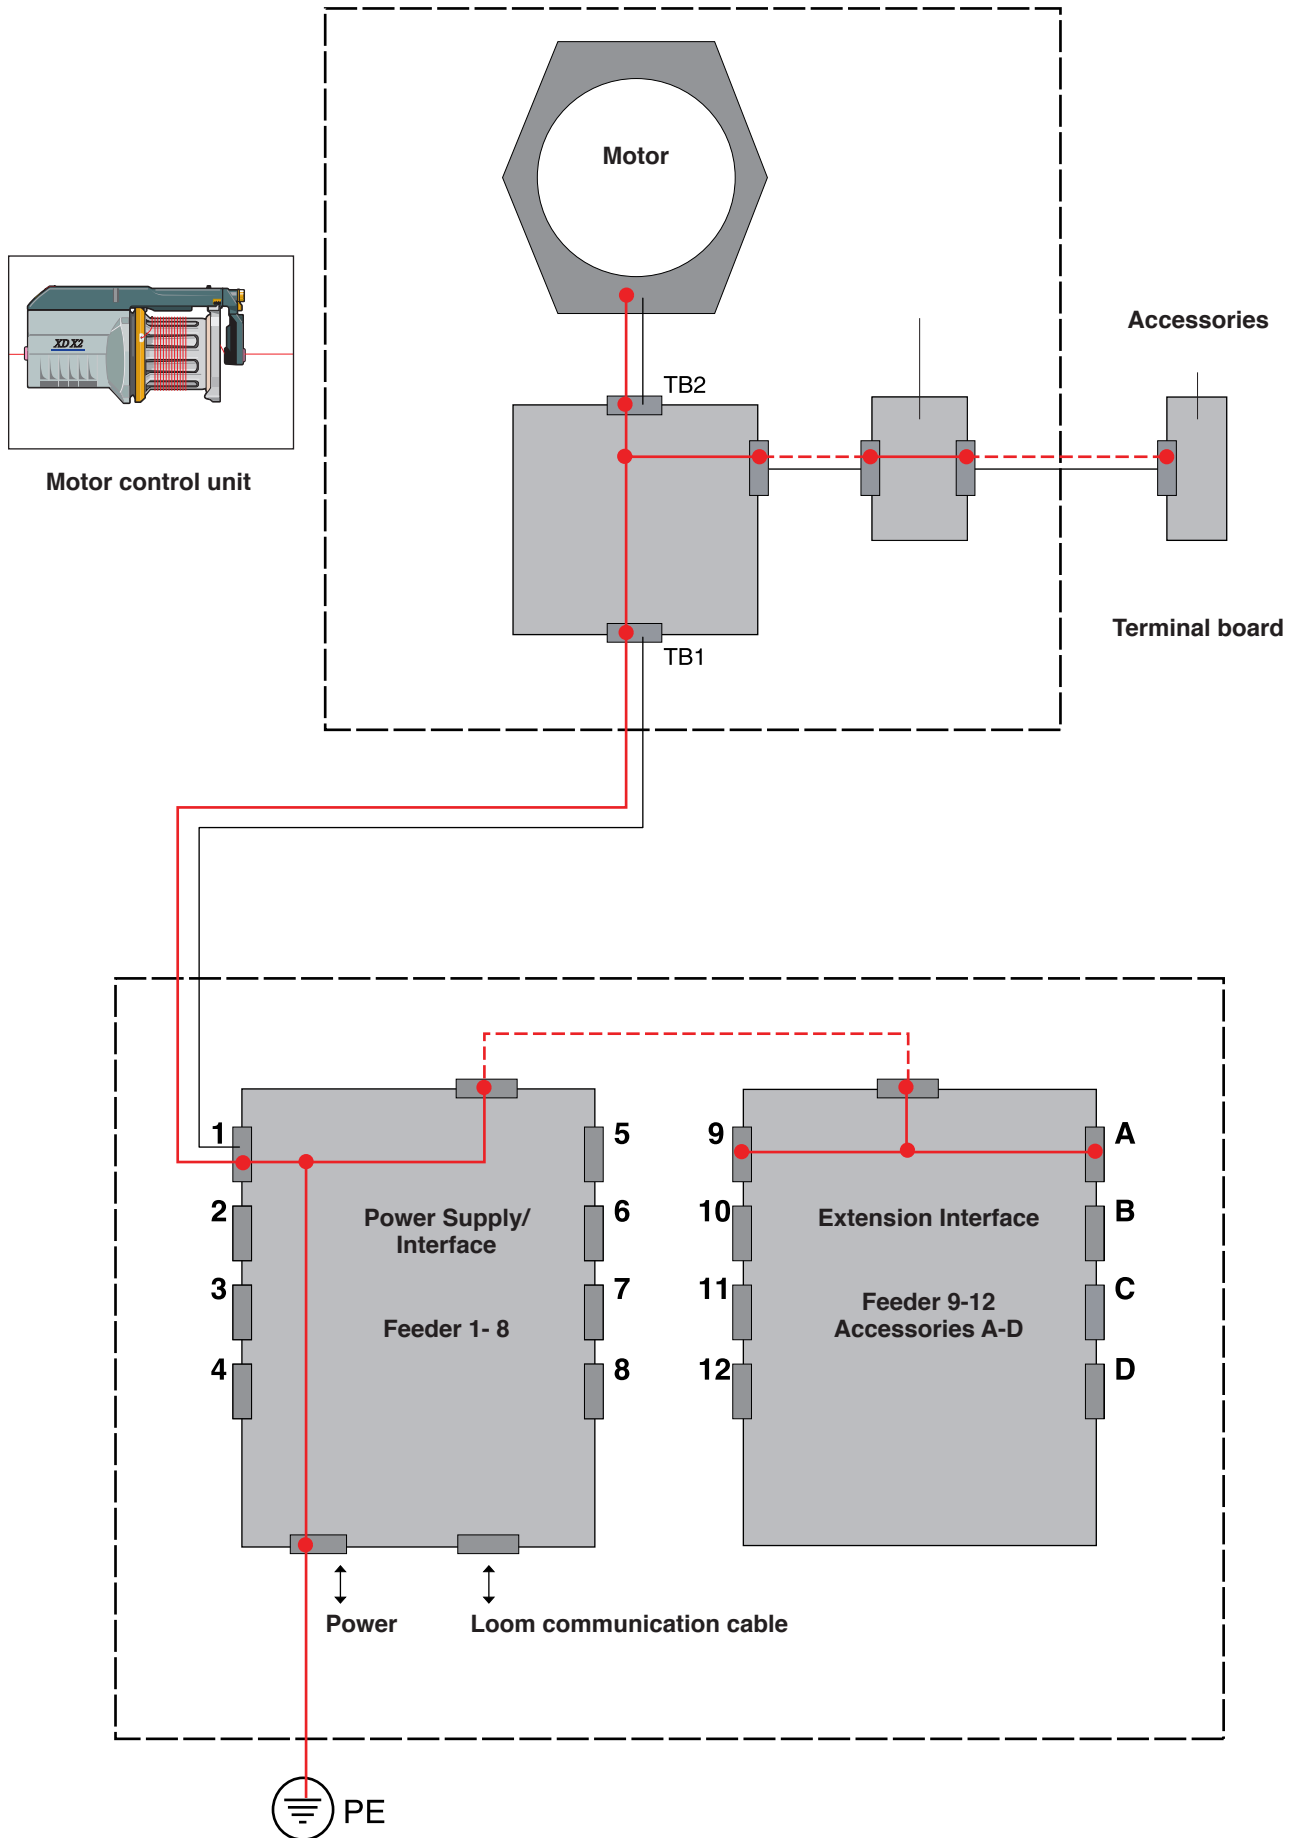 Motor
Accessories
XD X2
TB2
Motor control unit
Terminal board
TB1
1
5
9
A
2
Power Supply/
Interface
6
10
Extension Interface
B
3
7
11
C
Feeder 1- 8
Feeder 9-12
Accessories A-D
4
8
12
D
Power
Loom communication cable
PE